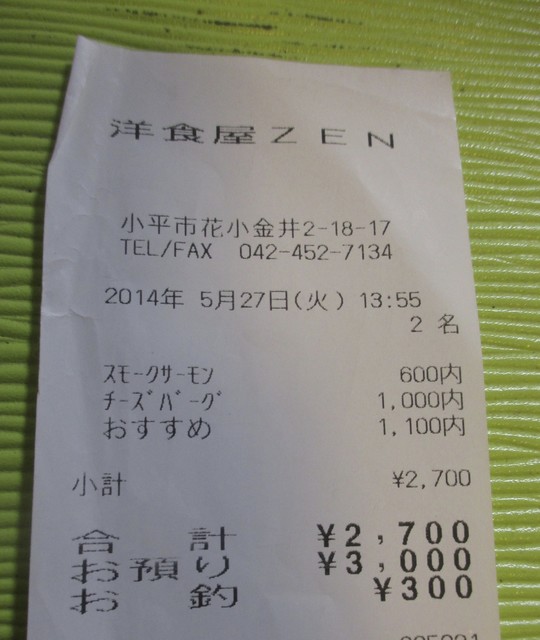 洋食屋ZEN
小平市花小金井2-18-17
TEL/FAX 042-452-7134
2014年 5月27日(火) 13:55
2 名
ｽﾓｰｸｻｰﾓﾝ 600内
ﾁｰｽﾞﾊﾞｰｸﾞ 1,000内
おすすめ 1,100内
小計 ¥2,700
合 計 ¥2,700
お預り ¥3,000
お 釣 ¥300